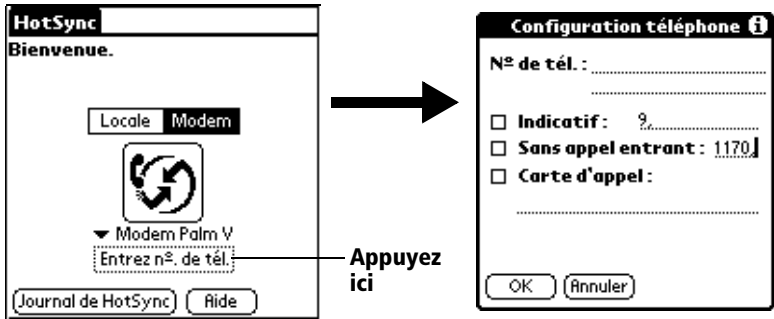 HotSync
Bienvenue.
Locale Modem
Modem Palm V
Entrez nº. de tél.
Journal de HotSync Aide
Appuyez
ici
Configuration téléphone i
Nº de tél. :
Indicatif : 9,
Sans appel entrant : 1170,
Carte d'appel :
OK Annuler